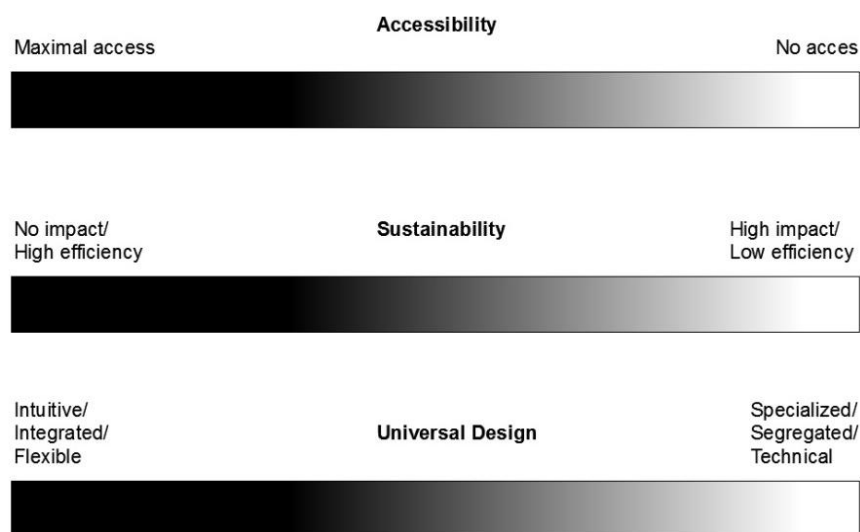 Accessibility
Maximal access
No acces
No impact/
High efficiency
Sustainability
High impact/
Low efficiency
Intuitive/
Integrated/
Flexible
Universal Design
Specialized/
Segregated/
Technical